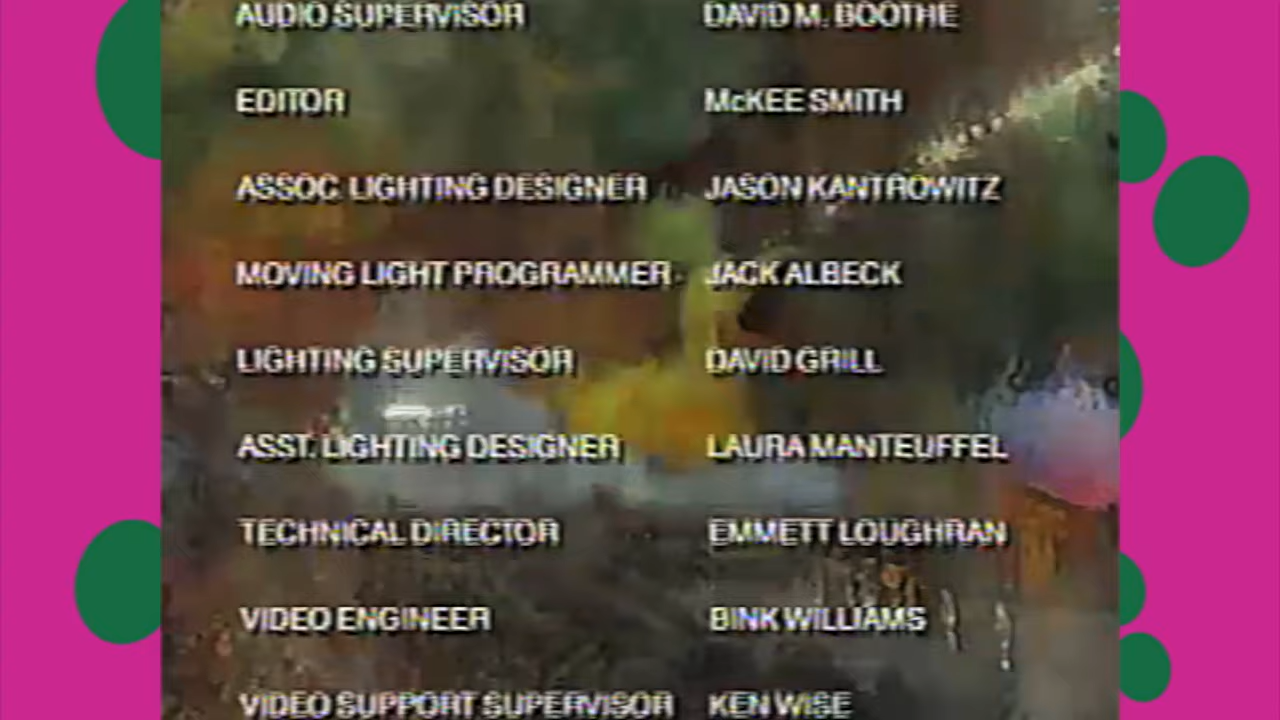 AUDIO SUPERVISOR DAVID M. BOOTHE
EDITOR McKEE SMITH
ASSOC. LIGHTING DESIGNER JASON KANTROWITZ
MOVING LIGHT PROGRAMMER JACK ALBECK
LIGHTING SUPERVISOR DAVID GRILL
ASST. LIGHTING DESIGNER LAURA MANTEUFFEL
TECHNICAL DIRECTOR EMMETT LOUGHRAN
VIDEO ENGINEER BINK WILLIAMS
VIDEO SUPPORT SUPERVISOR KEN WISE